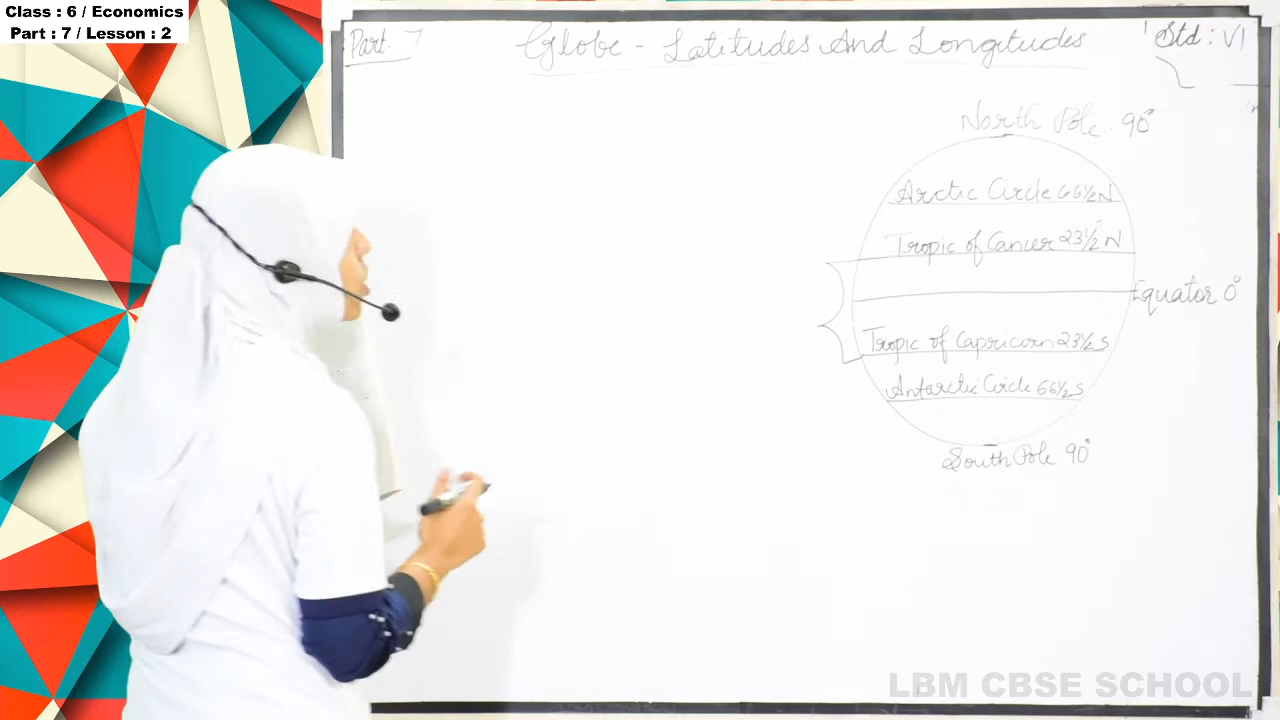 Class : 6 / Economics
Part : 7 / Lesson : 2
Part. 7
Globe - Latitudes And Longitudes
Std : VI
North Pole. 90°
Arctic Circle 66½N
Tropic of Cancer 23½°N
Equator 0°
Tropic of Capricorn 23½S
Antarctic Circle 66½S
South Pole 90°
LBM CBSE SCHOOL